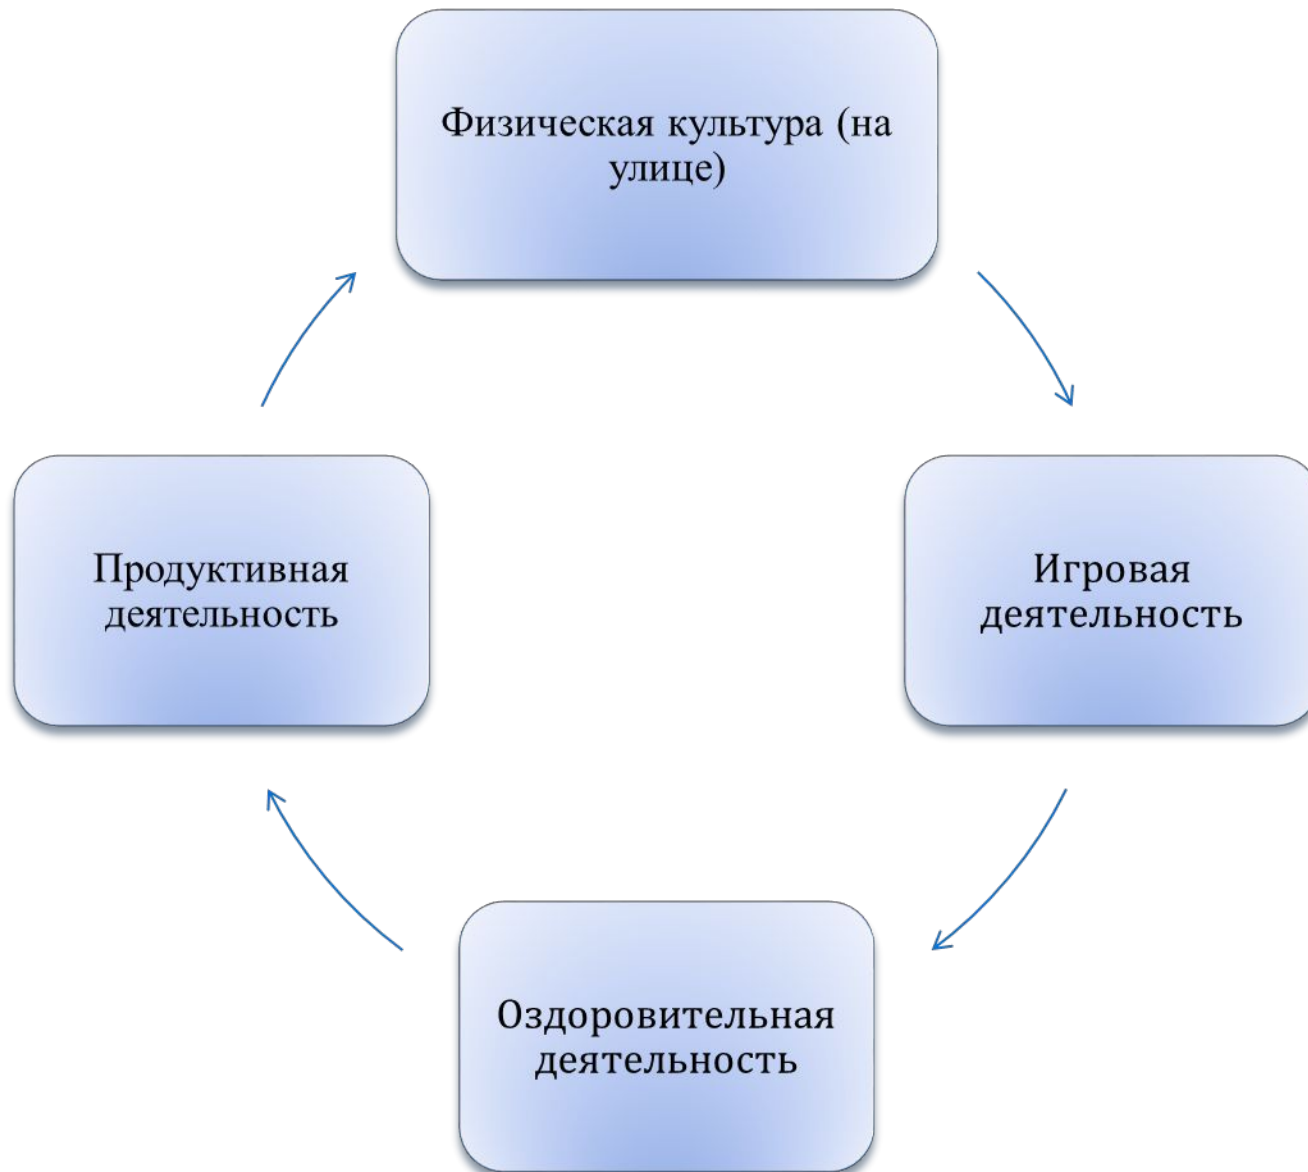 Физическая культура (на
улице)
Продуктивная
деятельность
Игровая
деятельность
Оздоровительная
деятельность